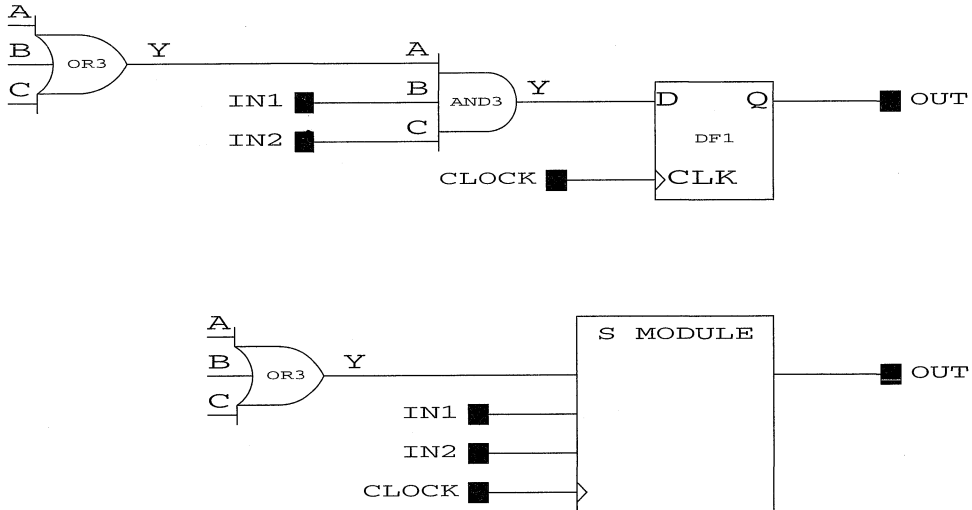 A
B
C
OR3
Y
A
B
C
IN1
IN2
AND3
Y
D
Q
DF1
CLOCK
CLK
OUT
A
B
C
OR3
Y
S MODULE
IN1
IN2
CLOCK
OUT